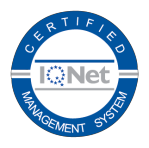 CERTIFIED
IQNet
MANAGEMENT SYSTEM